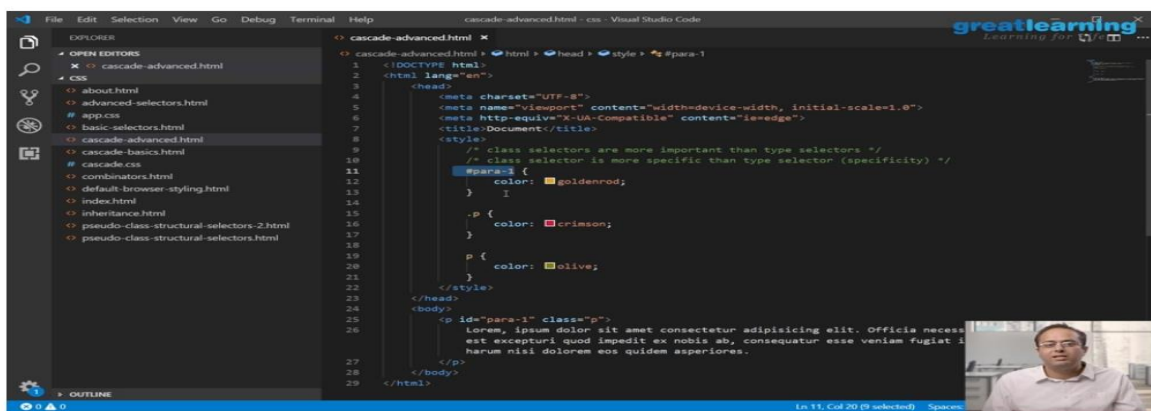 File Edit Selection View Go Debug Terminal Help cascade-advanced.html - css - Visual Studio Code
greatlearning
Learning for Life
EXPLORER
OPEN EDITORS
cascade-advanced.html
CSS
about.html
advanced-selectors.html
app.css
basic-selectors.html
cascade-advanced.html
cascade-basics.html
cascade.css
combinators.html
default-browser-styling.html
index.html
inheritance.html
pseudo-class-structural-selectors-2.html
pseudo-class-structural-selectors.html
OUTLINE
cascade-advanced.html
cascade-advanced.html html head style #para-1
1 <!DOCTYPE html>
2 <html lang="en">
3 <head>
4 <meta charset="UTF-8">
5 <meta name="viewport" content="width=device-width, initial-scale=1.0">
6 <meta http-equiv="X-UA-Compatible" content="ie=edge">
7 <title>Document</title>
8 <style>
9 /* class selectors are more important than type selectors */
10 /* class selector is more specific than type selector (specificity) */
11 #para-1 {
12 color: goldenrod;
13 }
14
15 .p {
16 color: crimson;
17 }
18
19 p {
20 color: olive;
21 }
22 </style>
23 </head>
24 <body>
25 <p id="para-1" class="p">
26 Lorem, ipsum dolor sit amet consectetur adipisicing elit. Officia necess
est excepturi quod impedit ex nobis ab, consequatur esse veniam fugiat i
harum nisi dolorem eos quidem asperiores.
27 </p>
28 </body>
29 </html>
0 0 Ln 11, Col 20 (9 selected) Spaces: